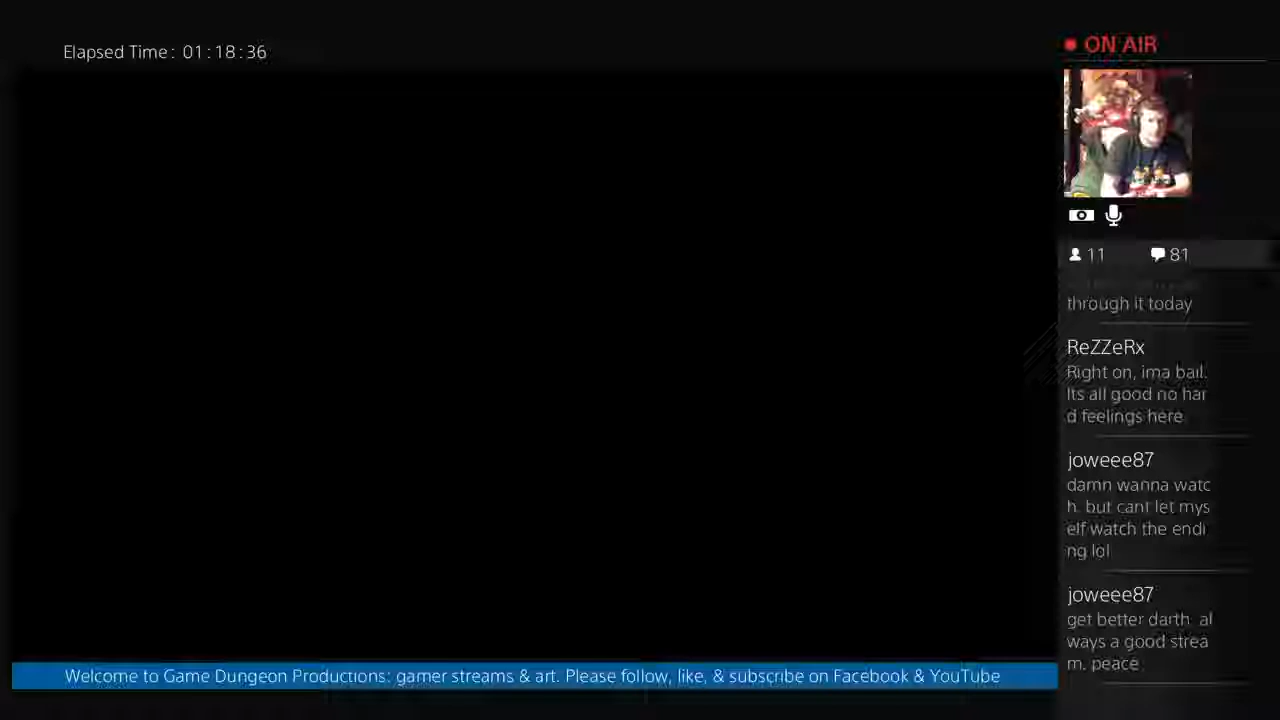 Elapsed Time: 01:18:36
ON AIR
11 81
through it today
ReZZeRx
Right on, ima bail.
Its all good no har
d feelings here
joweee87
damn wanna watc
h. but cant let mys
elf watch the endi
ng lol
joweee87
get better darth. al
ways a good strea
m. peace
Welcome to Game Dungeon Productions: gamer streams & art. Please follow, like, & subscribe on Facebook & YouTube